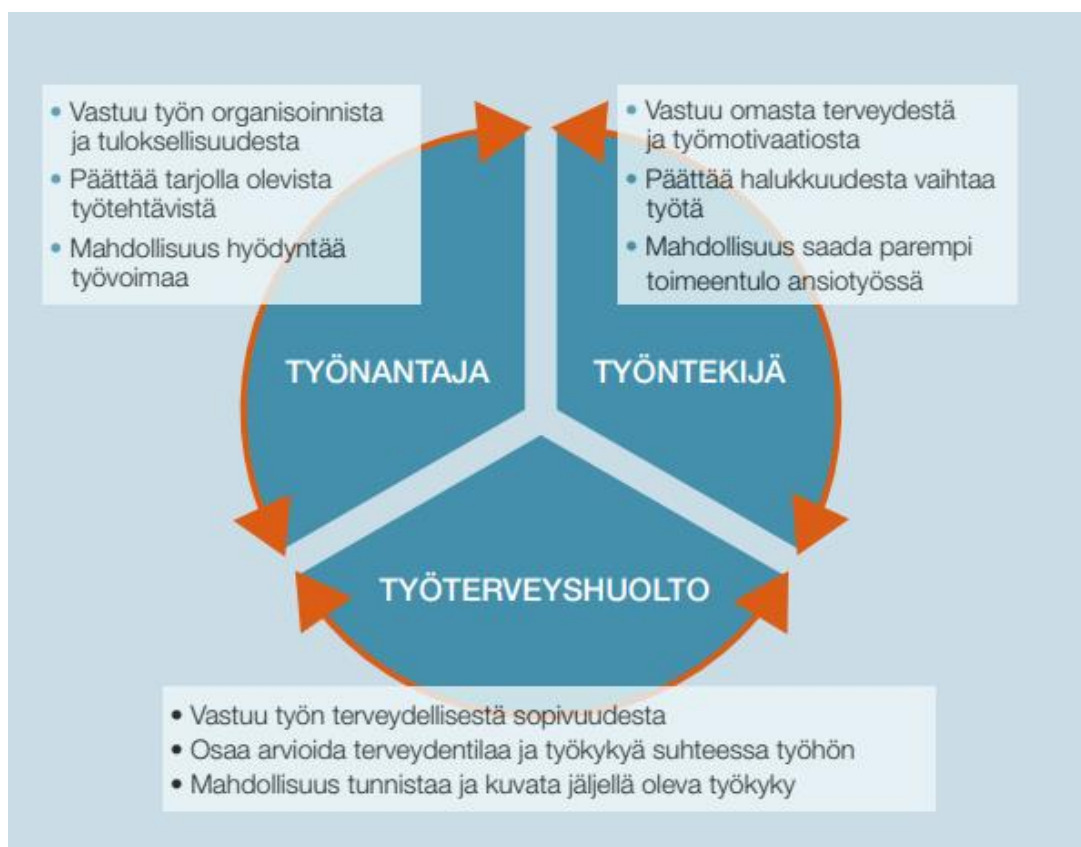 • Vastuu työn organisoinnista
ja tuloksellisuudesta
• Päättää tarjolla olevista
työtehtävistä
• Mahdollisuus hyödyntää
työvoimaa
• Vastuu omasta terveydestä
ja työmotivaatiosta
• Päättää halukkuudesta vaihtaa
työtä
• Mahdollisuus saada parempi
toimeentulo ansiotyössä
TYÖNANTAJA
TYÖNTEKIJÄ
TYÖTERVEYSHUOLTO
• Vastuu työn terveydellisestä sopivuudesta
• Osaa arvioida terveydentilaa ja työkykyä suhteessa työhön
• Mahdollisuus tunnistaa ja kuvata jäljellä oleva työkyky